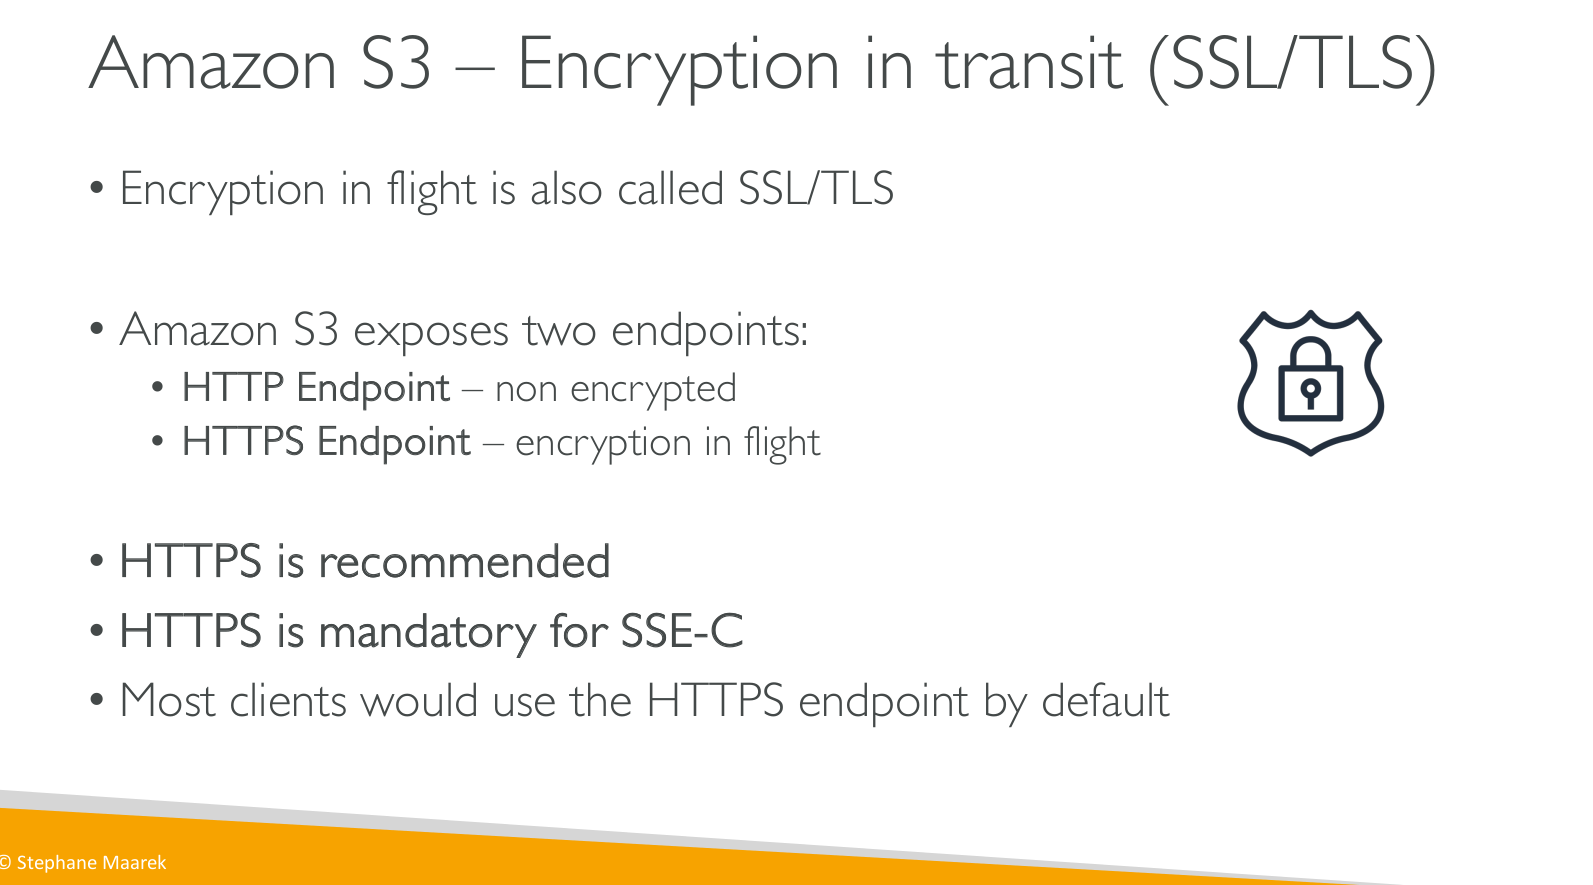 Amazon S3 – Encryption in transit (SSL/TLS)
• Encryption in flight is also called SSL/TLS
• Amazon S3 exposes two endpoints:
• HTTP Endpoint – non encrypted
• HTTPS Endpoint – encryption in flight
• HTTPS is recommended
• HTTPS is mandatory for SSE-C
• Most clients would use the HTTPS endpoint by default
© Stephane Maarek